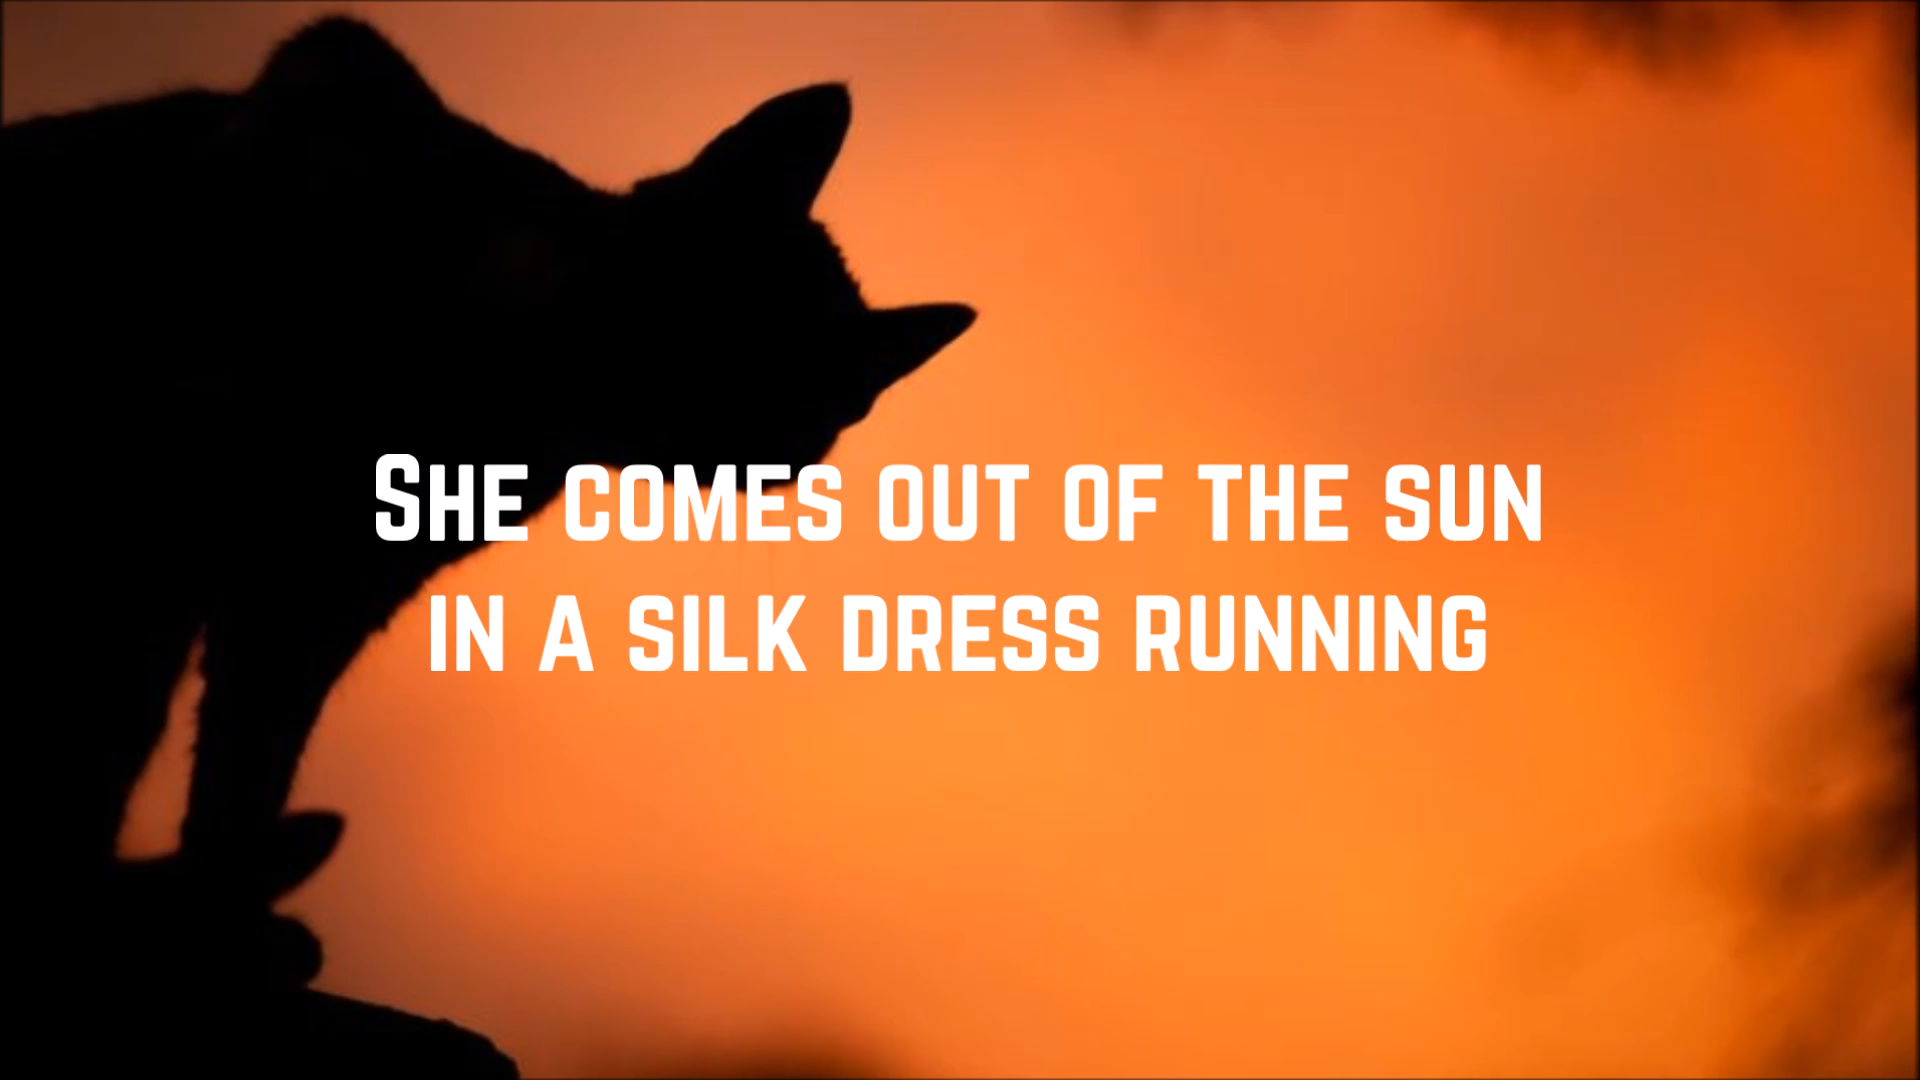 She comes out of the sun
in a silk dress running